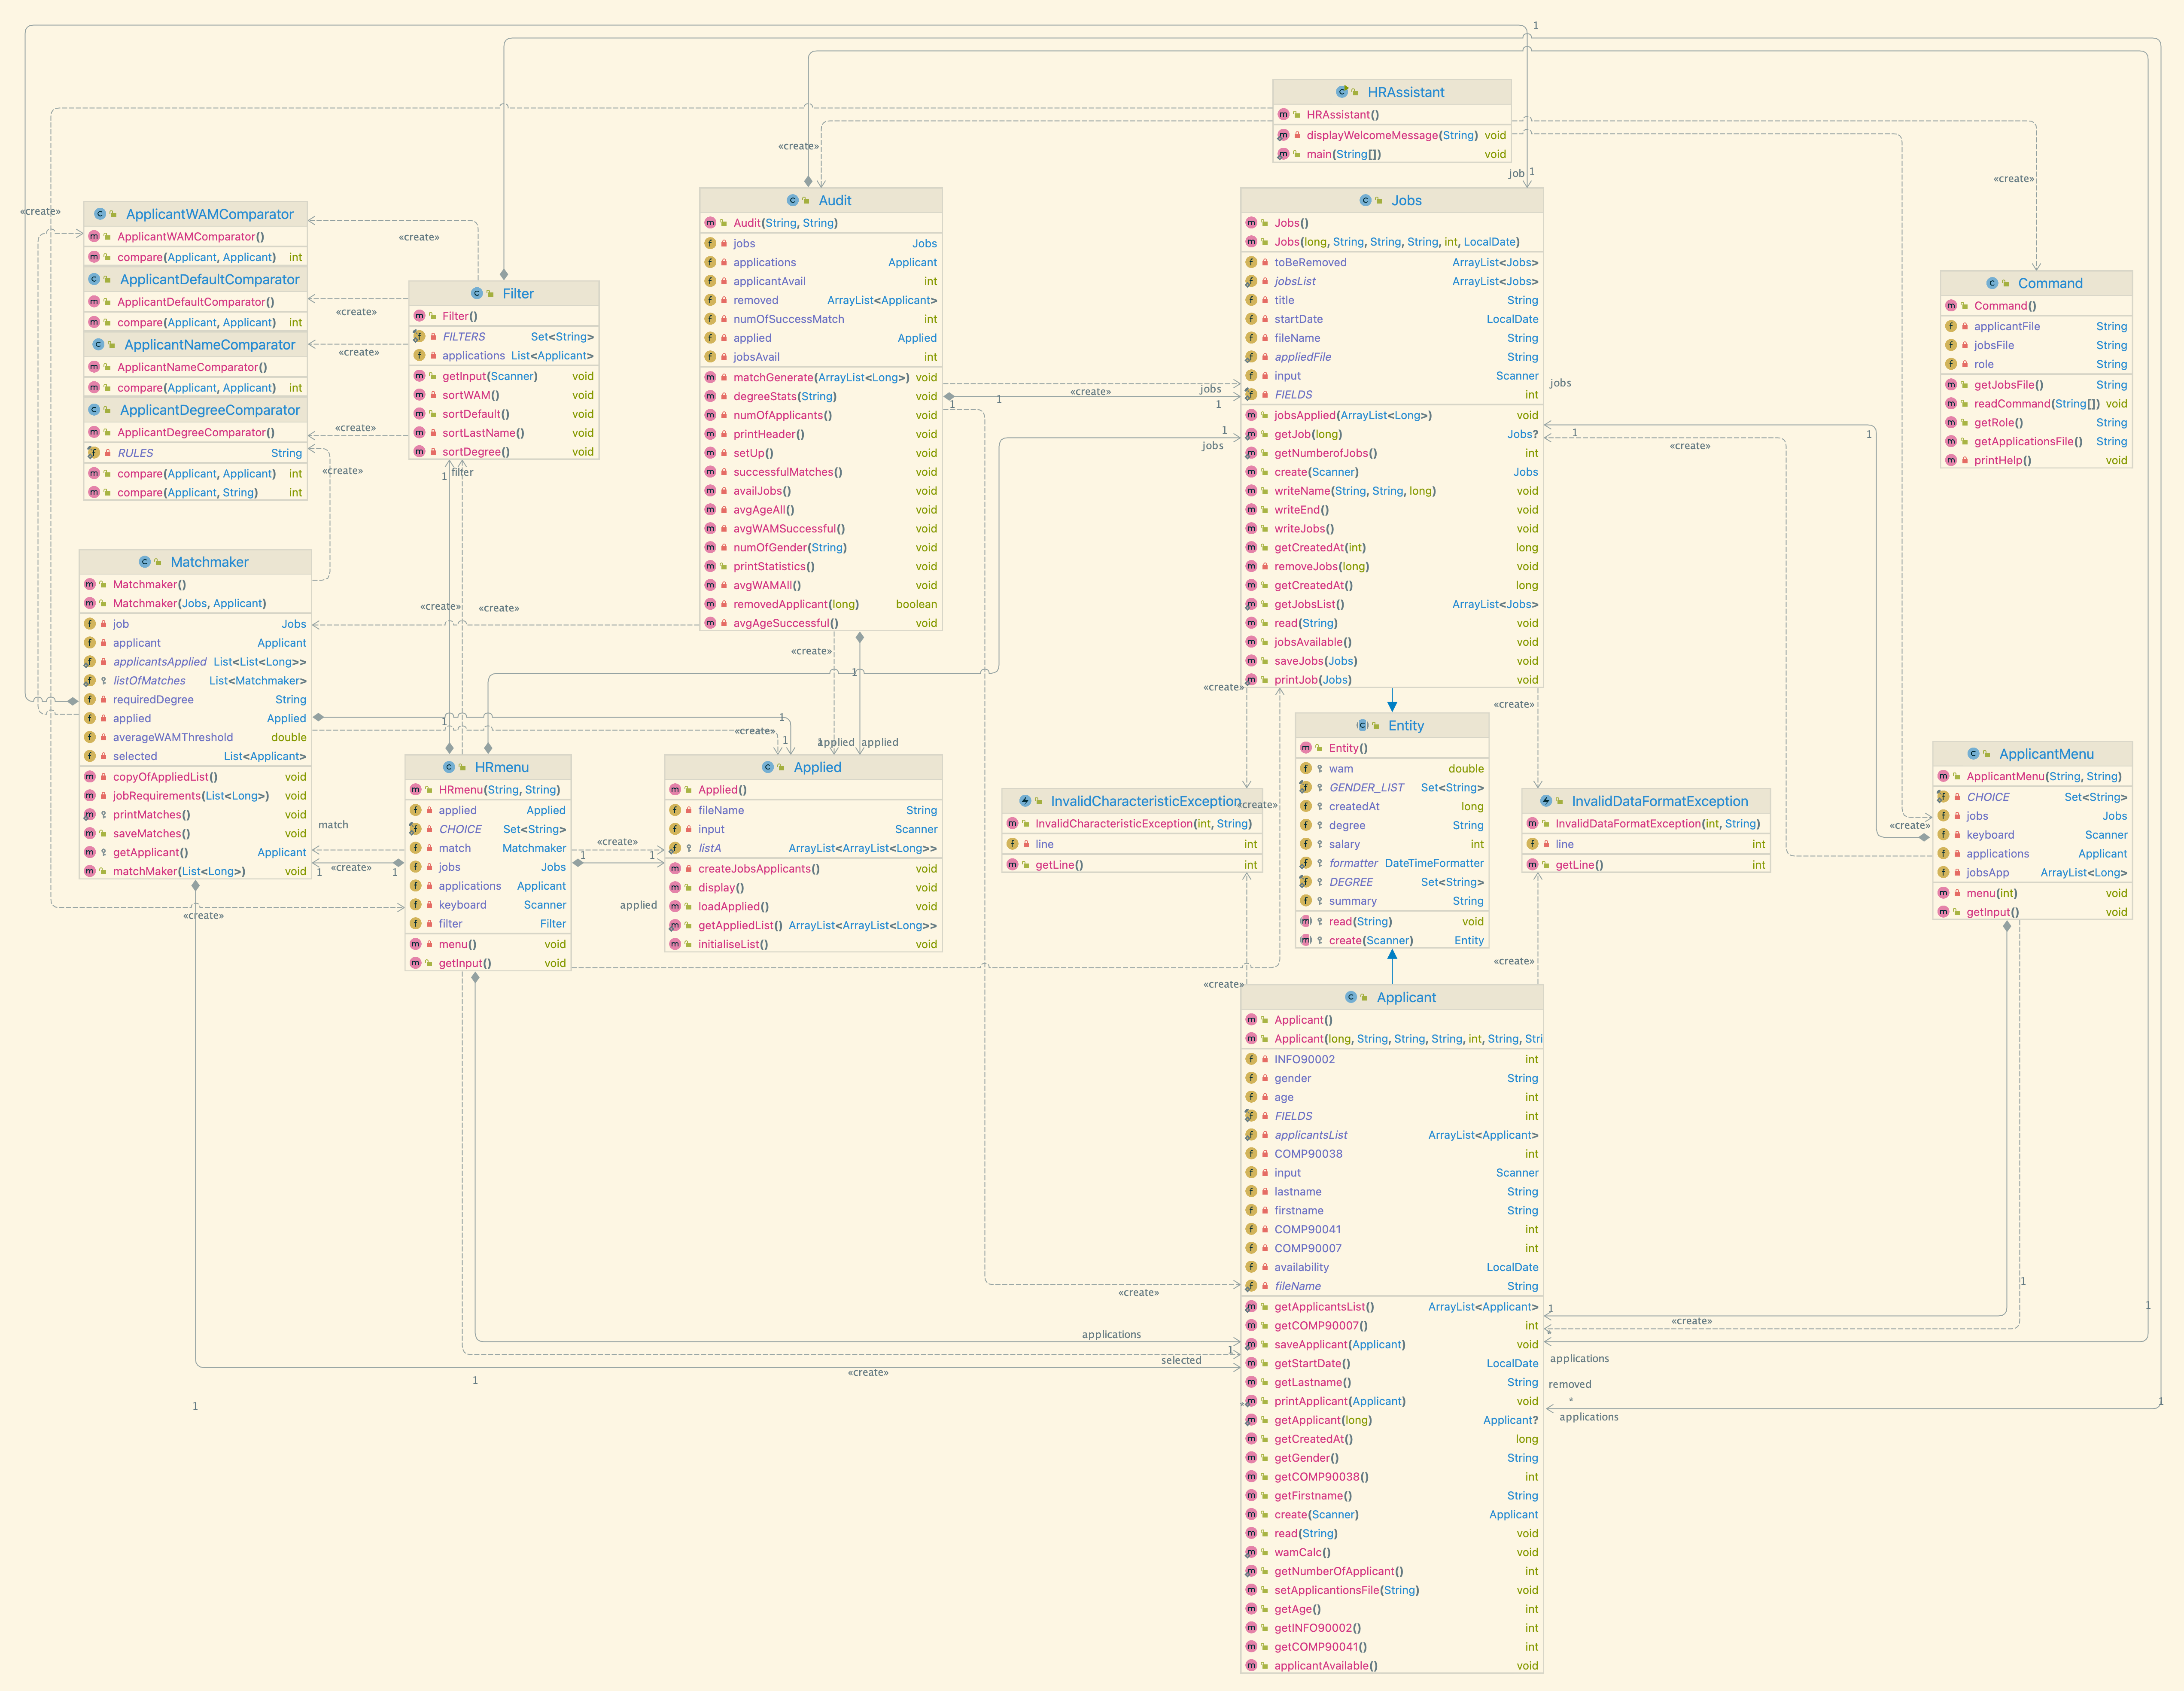 1
HRAssistant
HRAssistant()
displayWelcomeMessage(String) void
main(String[]) void
«create»
«create»
job 1
«create»
ApplicantWAMComparator
ApplicantWAMComparator()
compare(Applicant, Applicant) int
ApplicantDefaultComparator
ApplicantDefaultComparator()
compare(Applicant, Applicant) int
ApplicantNameComparator
ApplicantNameComparator()
compare(Applicant, Applicant) int
ApplicantDegreeComparator
ApplicantDegreeComparator()
RULES String
compare(Applicant, Applicant) int
compare(Applicant, String) int
«create»
«create»
«create»
«create»
«create»
Filter
Filter()
FILTERS Set<String>
applications List<Applicant>
getInput(Scanner) void
sortWAM() void
sortDefault() void
sortLastName() void
sortDegree() void
1 filter
Audit
Audit(String, String)
jobs Jobs
applications Applicant
applicantAvail int
removed ArrayList<Applicant>
numOfSuccessMatch int
applied Applied
jobsAvail int
matchGenerate(ArrayList<Long>) void
degreeStats(String) void
numOfApplicants() void
printHeader() void
setUp() void
successfulMatches() void
availJobs() void
avgAgeAll() void
avgWAMSuccessful() void
numOfGender(String) void
printStatistics() void
avgWAMAll() void
removedApplicant(long) boolean
avgAgeSuccessful() void
Jobs
Jobs()
Jobs(long, String, String, String, int, LocalDate)
toBeRemoved ArrayList<Jobs>
jobsList ArrayList<Jobs>
title String
startDate LocalDate
fileName String
appliedFile String
input Scanner
FIELDS int
jobsApplied(ArrayList<Long>) void
getJob(long) Jobs?
getNumberofJobs() int
create(Scanner) Jobs
writeName(String, String, long) void
writeEnd() void
writeJobs() void
getCreatedAt(int) long
removeJobs(long) void
getCreatedAt() long
getJobsList() ArrayList<Jobs>
read(String) void
jobsAvailable() void
saveJobs(Jobs) void
printJob(Jobs) void
Command
Command()
applicantFile String
jobsFile String
role String
getJobsFile() String
readCommand(String[]) void
getRole() String
getApplicationsFile() String
printHelp() void
jobs
jobs
«create»
1
1
1
1
jobs
1
1
«create»
Matchmaker
Matchmaker()
Matchmaker(Jobs, Applicant)
job Jobs
applicant Applicant
applicantsApplied List<List<Long>>
listOfMatches List<Matchmaker>
requiredDegree String
applied Applied
averageWAMThreshold double
selected List<Applicant>
copyOfAppliedList() void
jobRequirements(List<Long>) void
printMatches() void
saveMatches() void
getApplicant() Applicant
matchMaker(List<Long>) void
«create»
«create»
«create»
1
1
1
«create»
1
1
applied
applied
«create»
«create»
HRmenu
HRmenu(String, String)
applied Applied
CHOICE Set<String>
match Matchmaker
jobs Jobs
applications Applicant
keyboard Scanner
filter Filter
menu() void
getInput() void
match
1
«create»
1
«create»
1
1
applied
«create»
Applied
Applied()
fileName String
input Scanner
listA ArrayList<ArrayList<Long>>
createJobsApplicants() void
display() void
loadApplied() void
getAppliedList() ArrayList<ArrayList<Long>>
initialiseList() void
InvalidCharacteristicException
InvalidCharacteristicException(int, String)
line int
getLine() int
«create»
Entity
Entity()
wam double
GENDER_LIST Set<String>
createdAt long
degree String
salary int
formatter DateTimeFormatter
DEGREE Set<String>
summary String
read(String) void
create(Scanner) Entity
InvalidDataFormatException
InvalidDataFormatException(int, String)
line int
getLine() int
ApplicantMenu
ApplicantMenu(String, String)
CHOICE Set<String>
jobs Jobs
keyboard Scanner
applications Applicant
jobsApp ArrayList<Long>
menu(int) void
getInput() void
«create»
«create»
«create»
Applicant
Applicant()
Applicant(long, String, String, String, int, String, Stri
INFO90002 int
gender String
age int
FIELDS int
applicantsList ArrayList<Applicant>
COMP90038 int
input Scanner
lastname String
firstname String
COMP90041 int
COMP90007 int
availability LocalDate
fileName String
getApplicantsList() ArrayList<Applicant>
getCOMP90007() int
saveApplicant(Applicant) void
getStartDate() LocalDate
getLastname() String
printApplicant(Applicant) void
getApplicant(long) Applicant?
getCreatedAt() long
getGender() String
getCOMP90038() int
getFirstname() String
create(Scanner) Applicant
read(String) void
wamCalc() void
getNumberOfApplicant() int
setApplicantionsFile(String) void
getAge() int
getINFO90002() int
getCOMP90041() int
applicantAvailable() void
«create»
1
1
1
«create»
*
applications
1
selected
«create»
applications
removed
*
applications
1
1
1
*